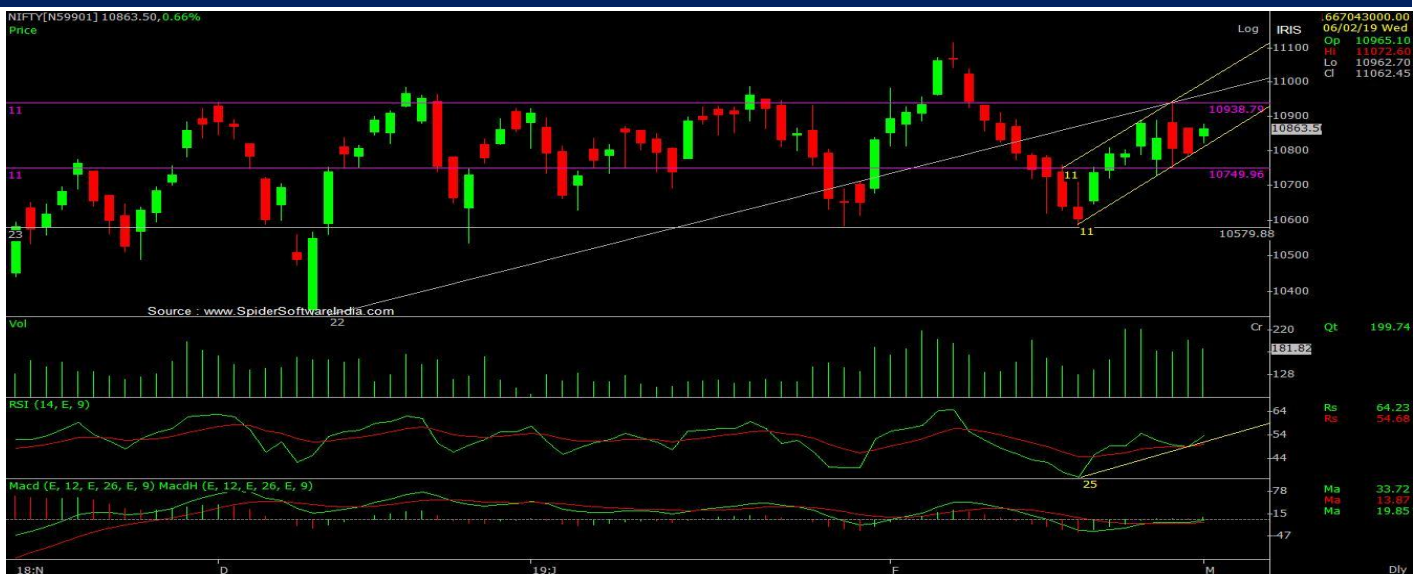 NIFTY[N59901] 10863.50, 0.66%
Price
Log
IRIS
.667043000.00
06/02/19 Wed
Op 10965.10
Hi 11072.60
Lo 10962.70
Cl 11062.45
11100
11000
10900
10863.50
10800
10700
10600
10500
10400
11
10938.79
11
10749.96
11
11
23
10579.88
Source : www.SpiderSoftwareIndia.com
22
Vol
Cr
220
181.82
128
Qt 199.74
RSI (14, E, 9)
64
54
44
Rs 64.23
Rs 54.68
25
Macd (E, 12, E, 26, E, 9) MacdH (E, 12, E, 26, E, 9)
78
15
-47
Ma 33.72
Ma 13.87
Ma 19.85
18:N D 19:J F M Dly